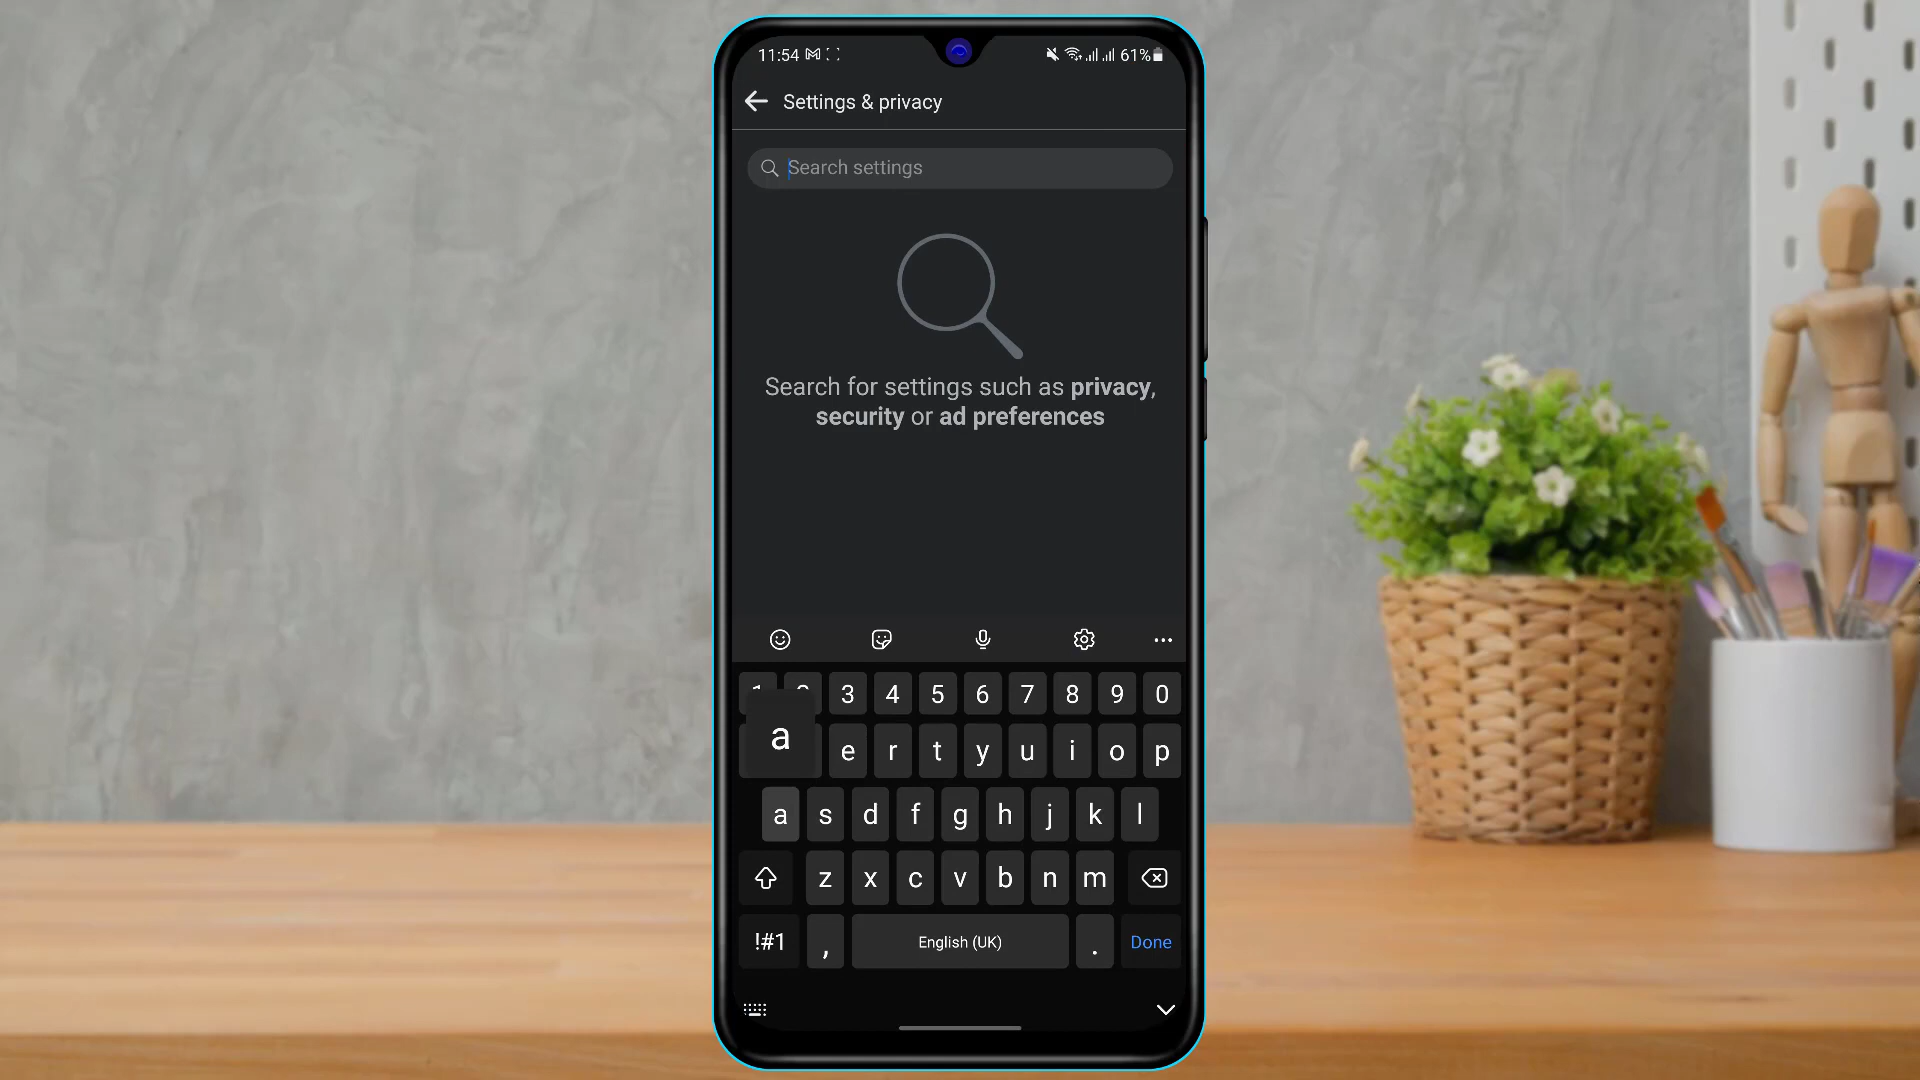 11:54 61%
Settings & privacy
Search settings
Search for settings such as privacy,
security or ad preferences
3 4 5 6 7 8 9 0
a e r t y u i o p
a s d f g h j k l
z x c v b n m
!#1 , English (UK) . Done